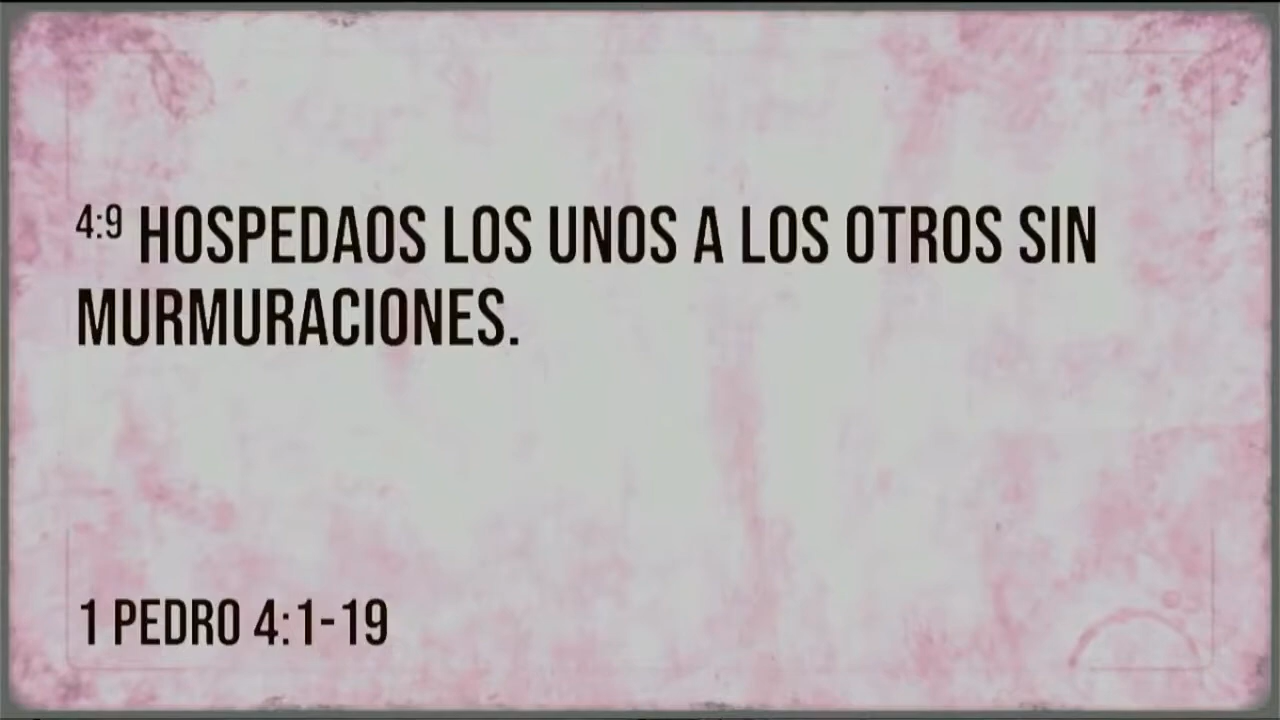 4:9 HOSPEDAOS LOS UNOS A LOS OTROS SIN
MURMURACIONES.
1 PEDRO 4:1-19